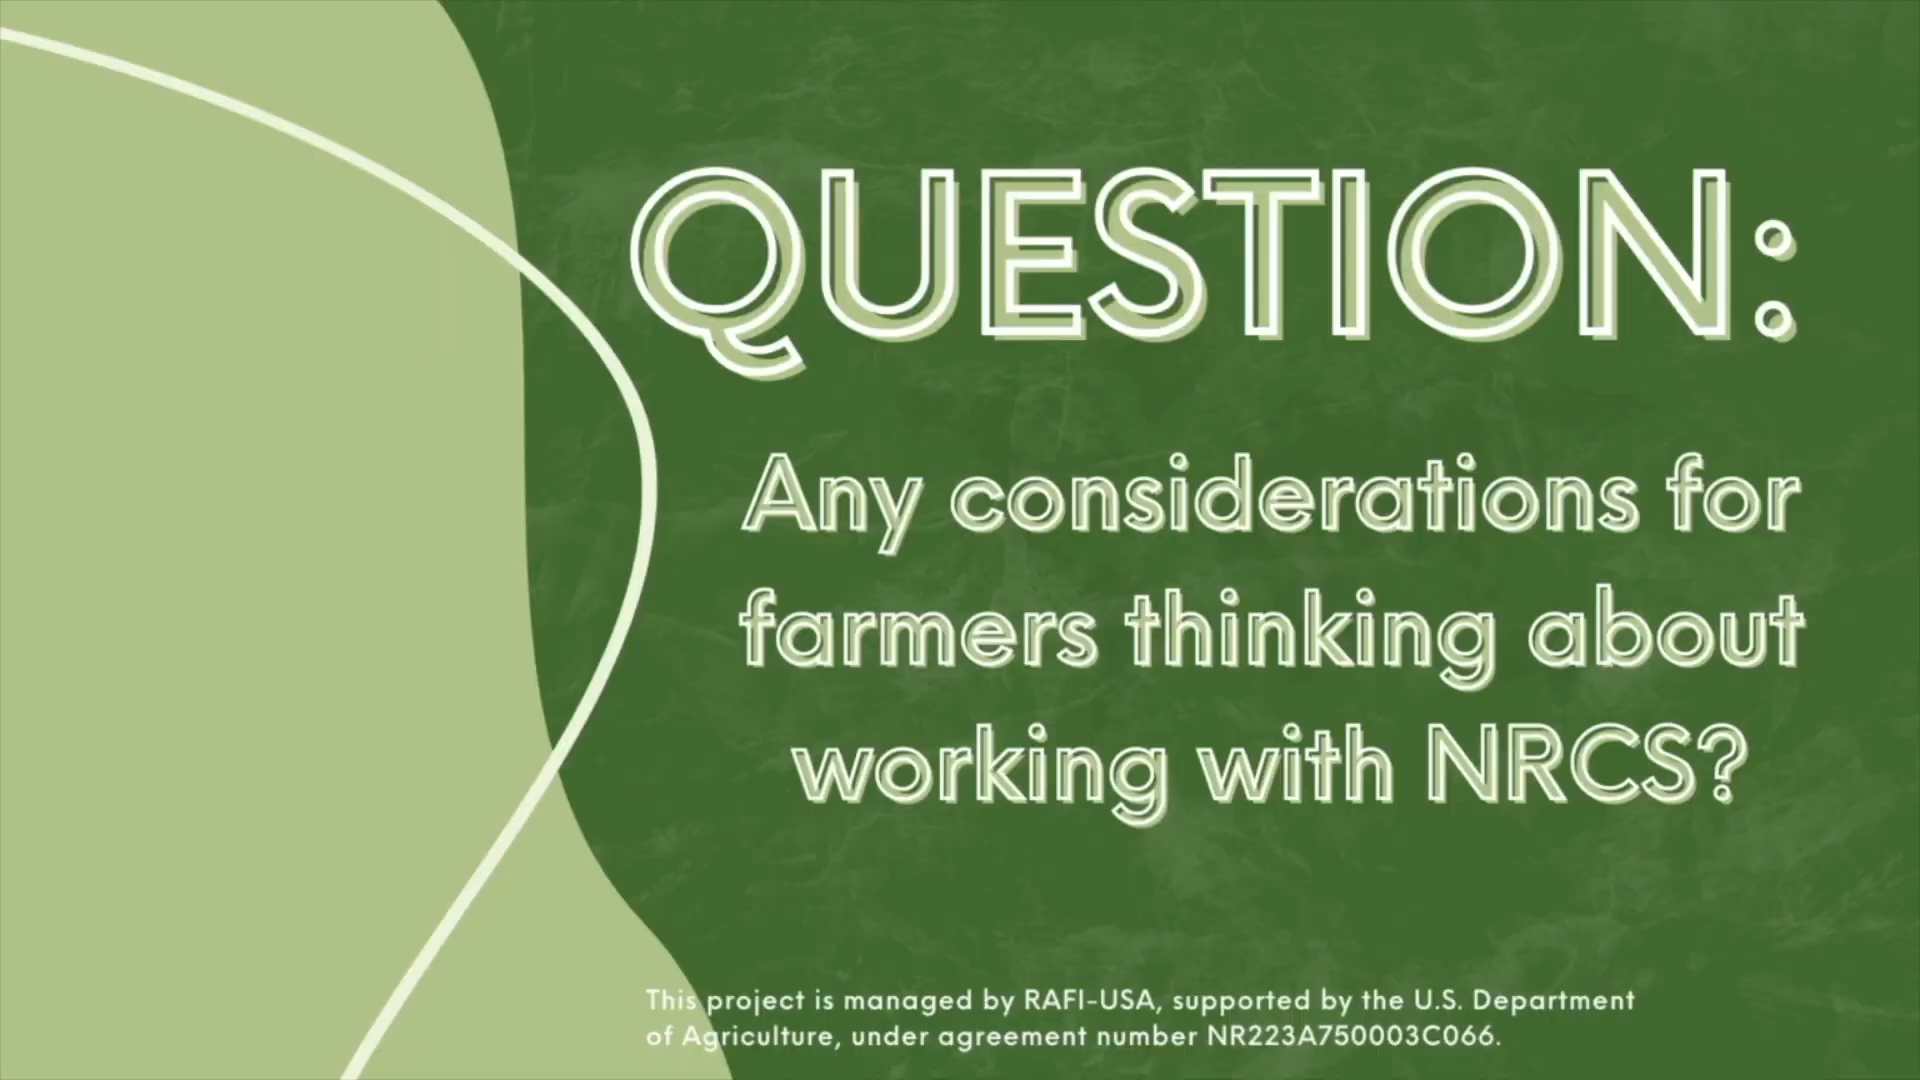 QUESTION:
Any considerations for
farmers thinking about
working with NRCS?
This project is managed by RAFI-USA, supported by the U.S. Department
of Agriculture, under agreement number NR223A750003C066.